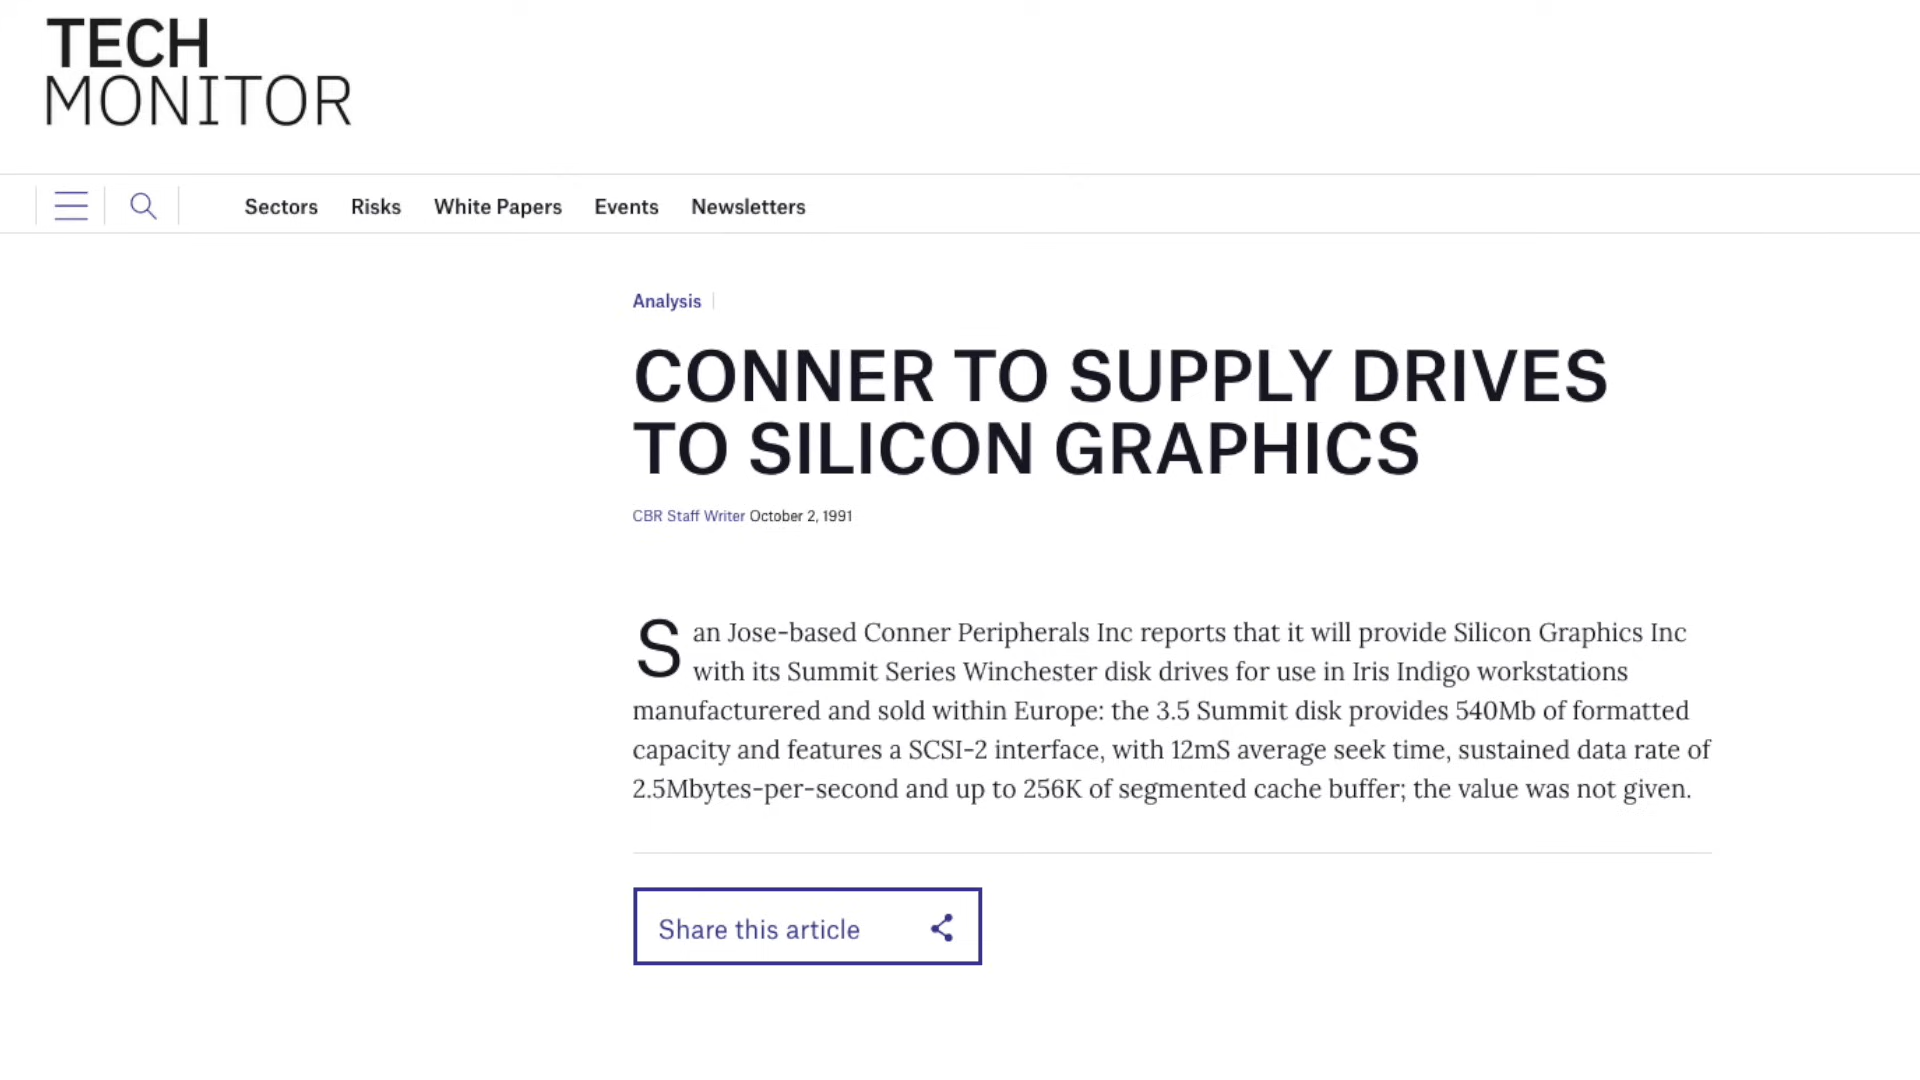 TECH
MONITOR
Sectors Risks White Papers Events Newsletters
Analysis
CONNER TO SUPPLY DRIVES
TO SILICON GRAPHICS
CBR Staff Writer October 2, 1991
San Jose-based Conner Peripherals Inc reports that it will provide Silicon Graphics Inc
with its Summit Series Winchester disk drives for use in Iris Indigo workstations
manufacturered and sold within Europe: the 3.5 Summit disk provides 540Mb of formatted
capacity and features a SCSI-2 interface, with 12mS average seek time, sustained data rate of
2.5Mbytes-per-second and up to 256K of segmented cache buffer; the value was not given.
Share this article